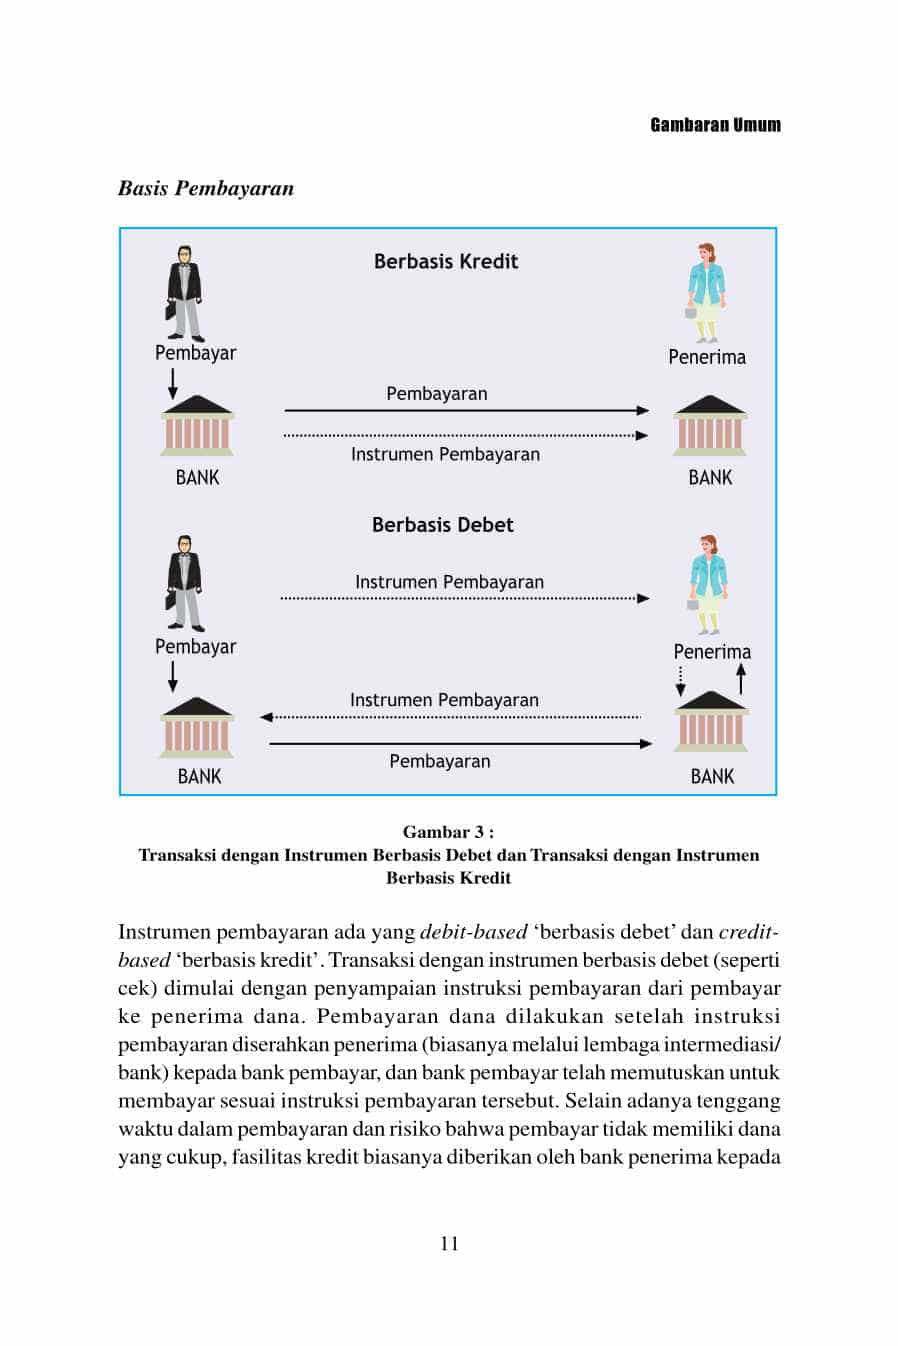 Gambaran Umum
Basis Pembayaran
Berbasis Kredit
Pembayar
Penerima
Pembayaran
Instrumen Pembayaran
BANK
BANK
Berbasis Debet
Instrumen Pembayaran
Pembayar
Penerima
Instrumen Pembayaran
Pembayaran
BANK
BANK
Gambar 3 :
Transaksi dengan Instrumen Berbasis Debet dan Transaksi dengan Instrumen
Berbasis Kredit
Instrumen pembayaran ada yang debit-based ‘berbasis debet’ dan credit-
based ‘berbasis kredit’. Transaksi dengan instrumen berbasis debet (seperti
cek) dimulai dengan penyampaian instruksi pembayaran dari pembayar
ke penerima dana. Pembayaran dana dilakukan setelah instruksi
pembayaran diserahkan penerima (biasanya melalui lembaga intermediasi/
bank) kepada bank pembayar, dan bank pembayar telah memutuskan untuk
membayar sesuai instruksi pembayaran tersebut. Selain adanya tenggang
waktu dalam pembayaran dan risiko bahwa pembayar tidak memiliki dana
yang cukup, fasilitas kredit biasanya diberikan oleh bank penerima kepada
11